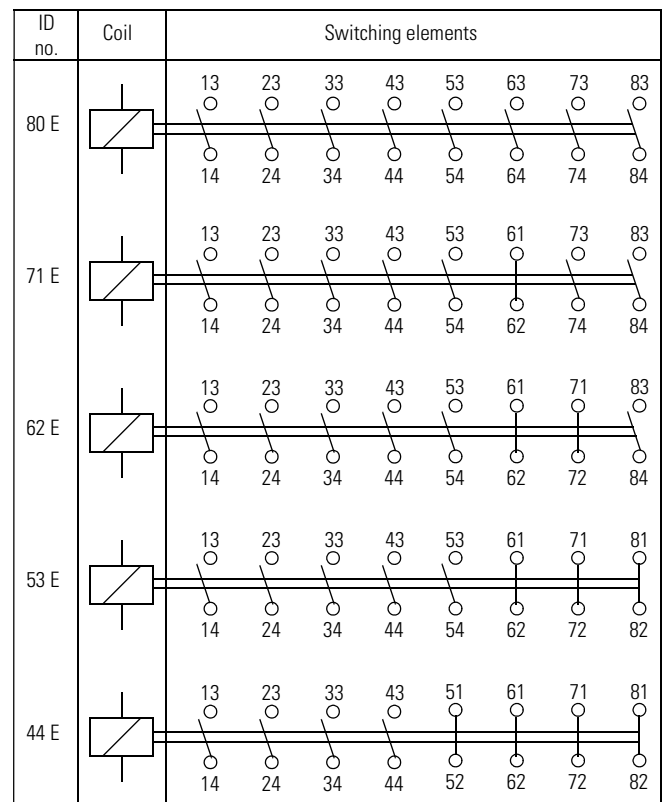 ID no.
Coil
Switching elements
13 23 33 43 53 63 73 83
80 E
14 24 34 44 54 64 74 84
13 23 33 43 53 61 73 83
71 E
14 24 34 44 54 62 74 84
13 23 33 43 53 61 71 83
62 E
14 24 34 44 54 62 72 84
13 23 33 43 53 61 71 81
53 E
14 24 34 44 54 62 72 82
13 23 33 43 51 61 71 81
44 E
14 24 34 44 52 62 72 82